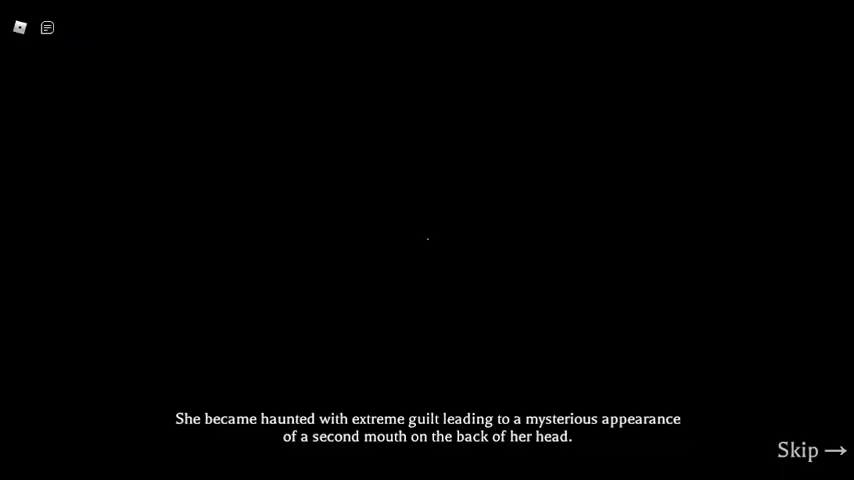 She became haunted with extreme guilt leading to a mysterious appearance
of a second mouth on the back of her head.
Skip →